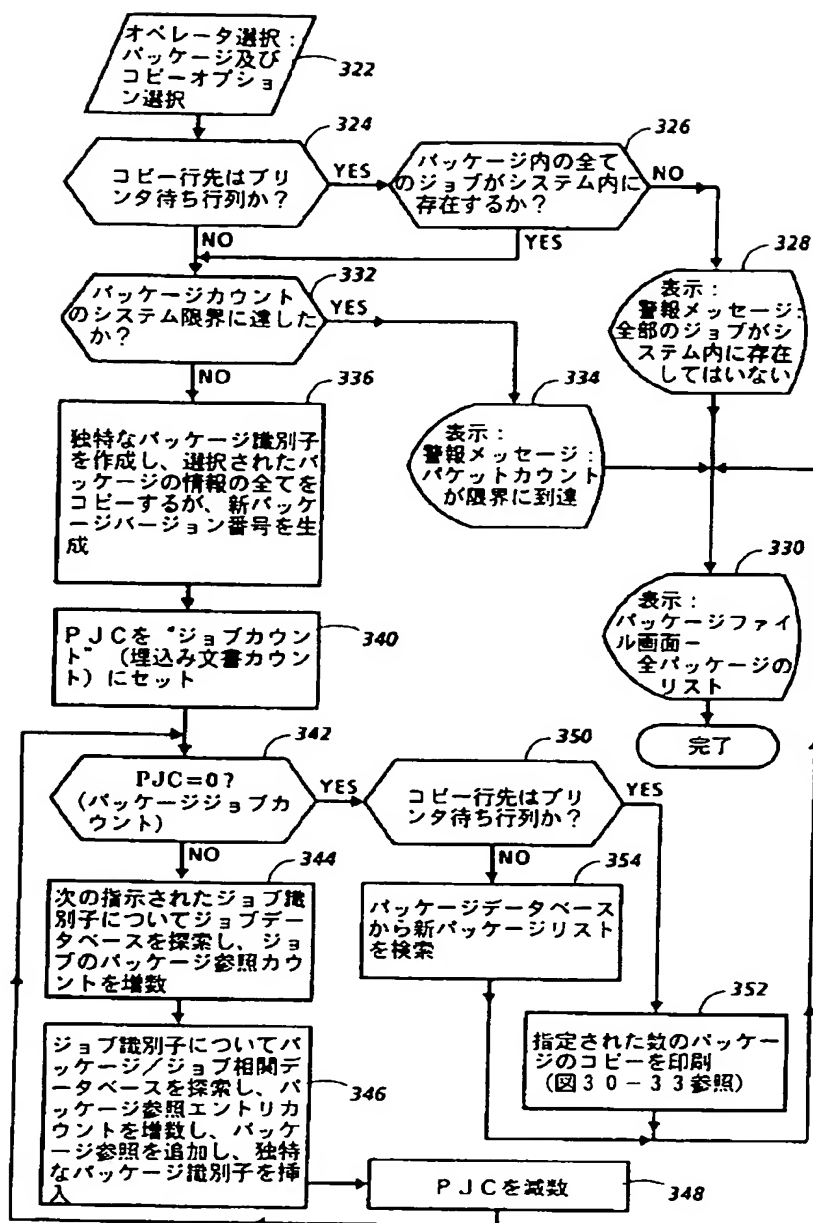 オペレータ選択：
パッケージ及び
コピーオプショ
ン選択
322
324
コピー行先はプリ
ンタ待ち行列か？
YES
NO
326
パッケージ内の全て
のジョブがシステム内に
存在するか？
NO
YES
328
表示：
警報メッセージ：
全部のジョブがシ
ステム内に存在
してはいない
332
パッケージカウント
のシステム限界に達した
か？
YES
NO
334
表示：
警報メッセージ：
パケットカウント
が限界に到達
336
独特なパッケージ識別子
を作成し、選択されたパ
ッケージの情報の全てを
コピーするが、新パッケ
ージバージョン番号を生
成
330
表示：
パッケージファイ
ル画面－
全パッケージの
リスト
完了
340
PJCを“ジョブカウン
ト”（埋込み文書カウン
ト）にセット
342
PJC=0？
（パッケージジョブカ
ウント）
YES
NO
350
コピー行先はプリ
ンタ待ち行列か？
YES
NO
344
次の指示されたジョブ識
別子についてジョブデー
タベースを探索し、ジョ
ブのパッケージ参照カウ
ントを増数
354
パッケージデータベース
から新パッケージリスト
を検索
352
指定された数のパッケー
ジのコピーを印刷
（図30－33参照）
346
ジョブ識別子についてパ
ッケージ／ジョブ相関デ
ータベースを探索し、パ
ッケージ参照エントリカ
ウントを増数し、パッケ
ージ参照を追加し、独特
なパッケージ識別子を挿
入
348
PJCを減数